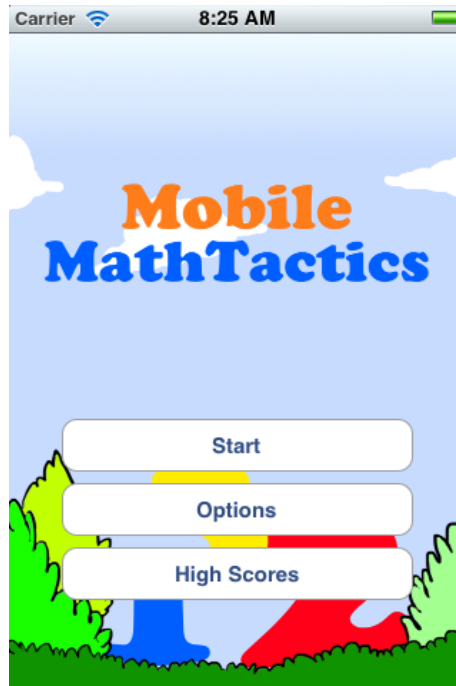 Carrier 8:25 AM
Mobile
MathTactics
Start
Options
High Scores